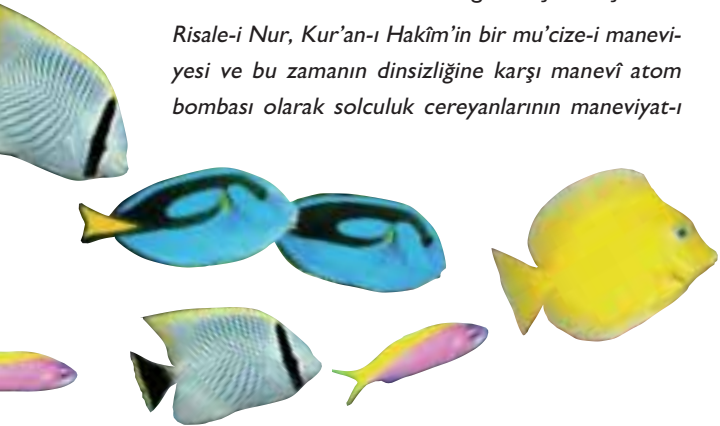 Risale-i Nur, Kur’an-ı Hakîm’in bir mu’cize-i manevi-
yesi ve bu zamanın dinsizliğine karşı manevî atom
bombası olarak solculuk cereyanlarının maneviyat-ı